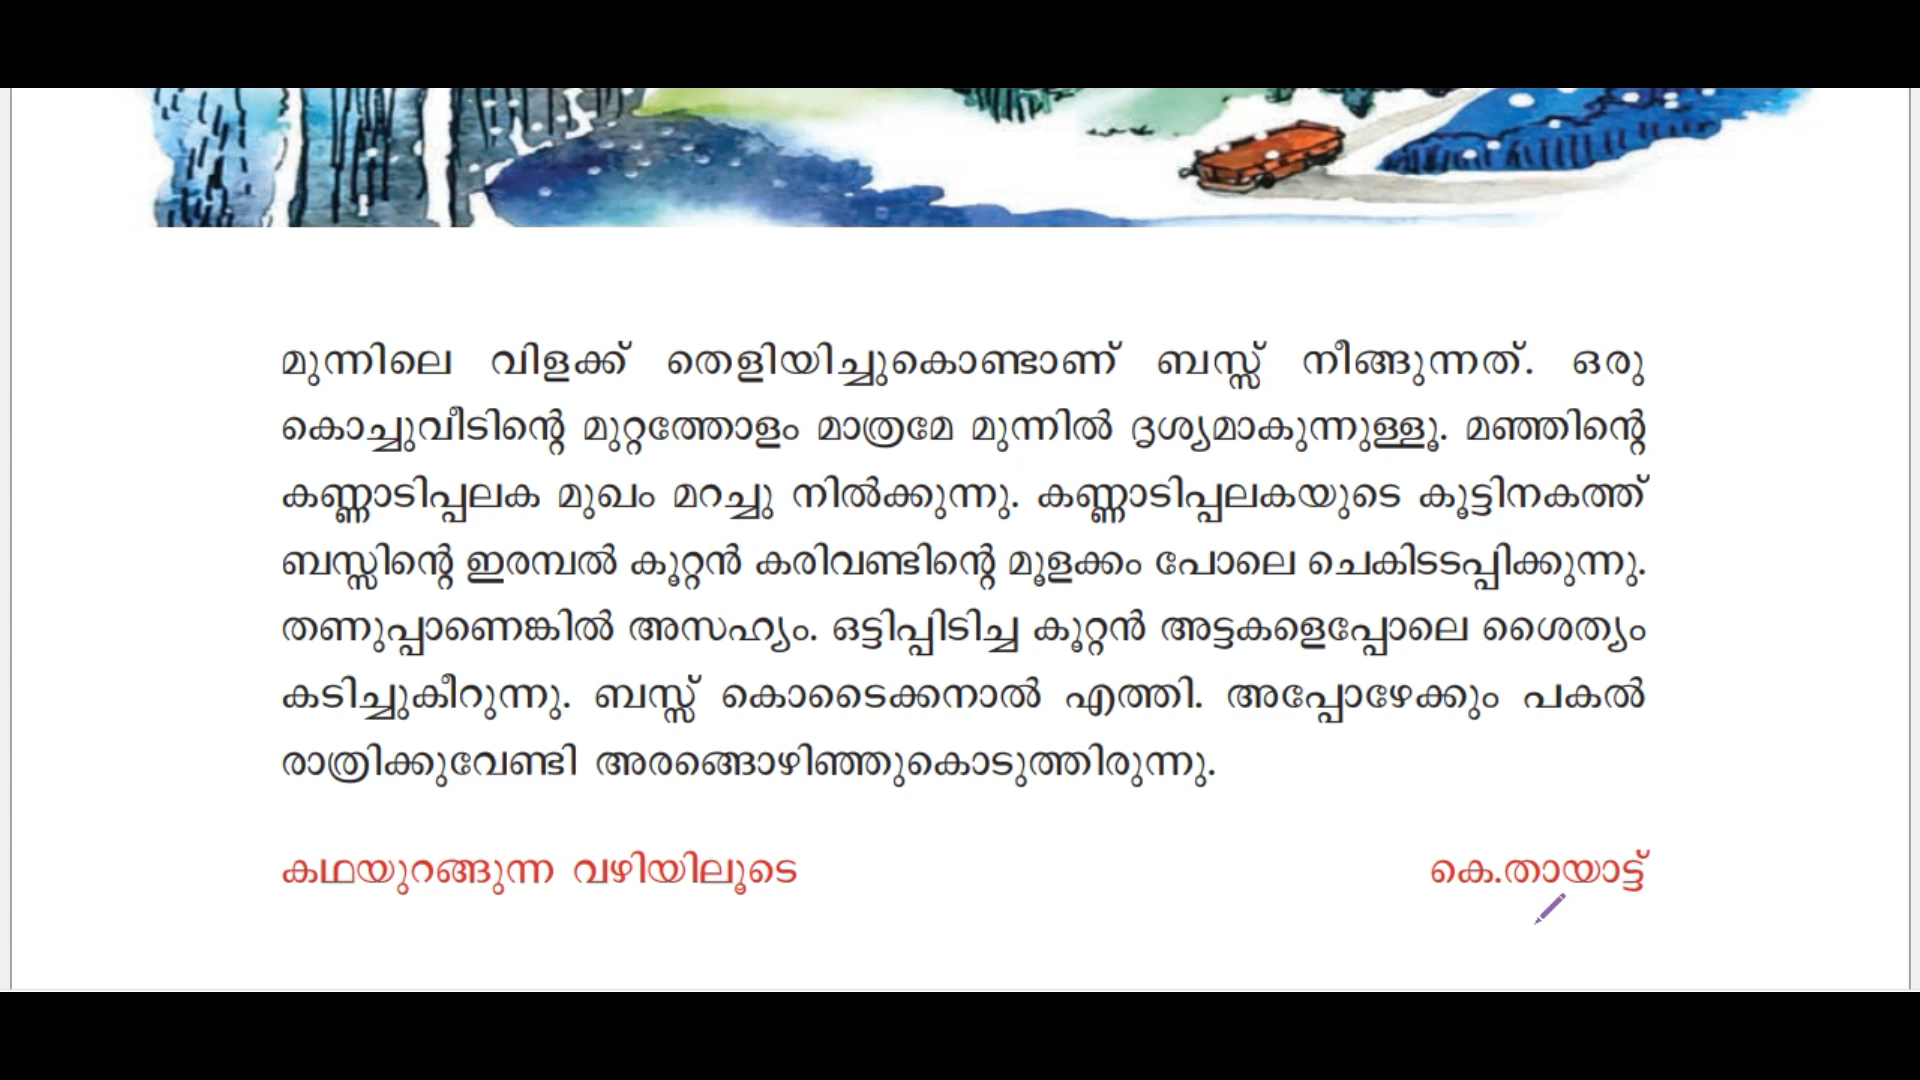 മുന്നിലെ വിളക്ക് തെളിയിച്ചുകൊണ്ടാണ് ബസ്സ് നീങ്ങുന്നത്. ഒരു
കൊച്ചുവീടിന്റെ മുറ്റത്തോളം മാത്രമേ മുന്നിൽ ദൃശ്യമാകുന്നുള്ളൂ. മഞ്ഞിന്റെ
കണ്ണാടിപ്പലക മുഖം മറച്ചു നിൽക്കുന്നു. കണ്ണാടിപ്പലകയുടെ കൂട്ടിനകത്ത്
ബസ്സിന്റെ ഇരമ്പൽ കൂറ്റൻ കരിവണ്ടിന്റെ മൂളക്കം പോലെ ചെകിടടപ്പിക്കുന്നു.
തണുപ്പാണെങ്കിൽ അസഹ്യം. ഒട്ടിപ്പിടിച്ച കൂറ്റൻ അട്ടകളെപ്പോലെ ശൈത്യം
കടിച്ചുകീറുന്നു. ബസ്സ് കൊടൈക്കനാൽ എത്തി. അപ്പോഴേക്കും പകൽ
രാത്രിക്കുവേണ്ടി അരങ്ങൊഴിഞ്ഞുകൊടുത്തിരുന്നു.
കഥയുറങ്ങുന്ന വഴിയിലൂടെ കെ.തായാട്ട്